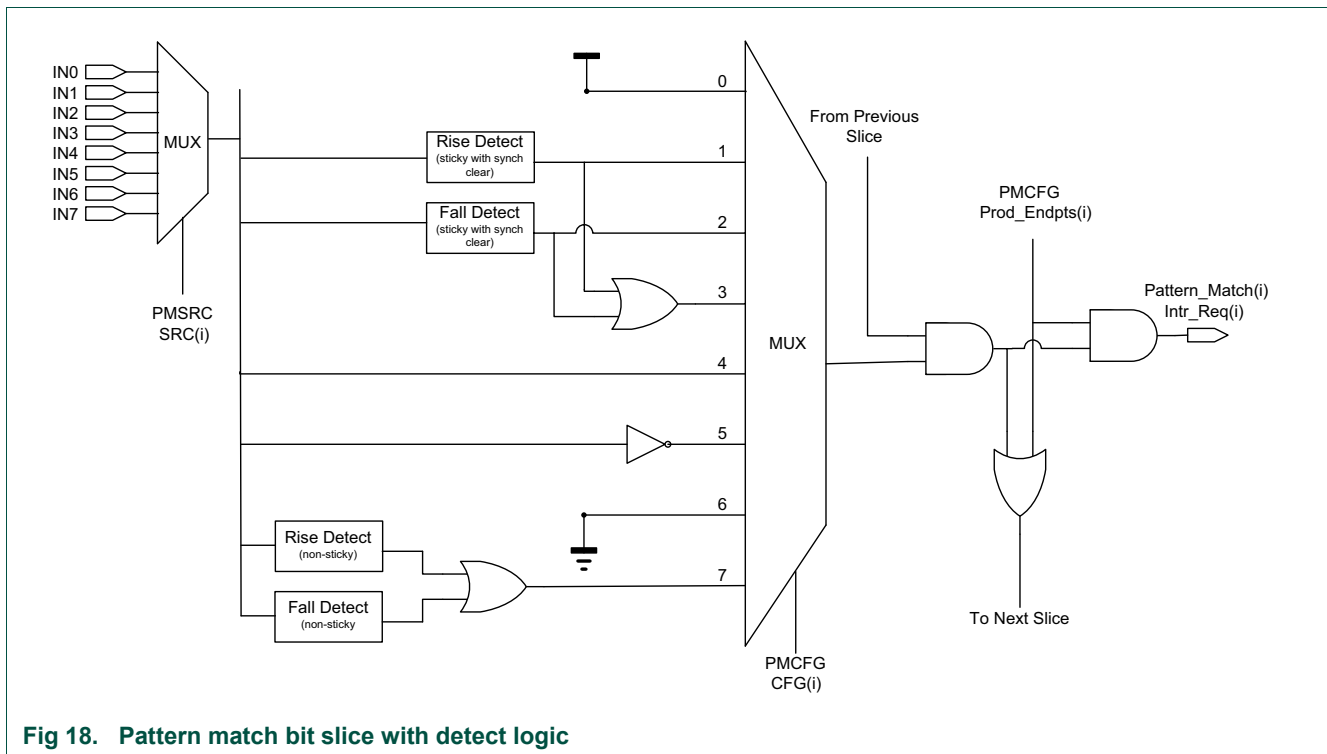 IN0
IN1
IN2
IN3
IN4
IN5
IN6
IN7
MUX
PMSRC
SRC(i)
Rise Detect
(sticky with synch
clear)
Fall Detect
(sticky with synch
clear)
Rise Detect
(non-sticky)
Fall Detect
(non-sticky
0
1
2
3
4
5
6
7
MUX
PMCFG
CFG(i)
From Previous
Slice
PMCFG
Prod_Endpts(i)
Pattern_Match(i)
Intr_Req(i)
To Next Slice
Fig 18. Pattern match bit slice with detect logic